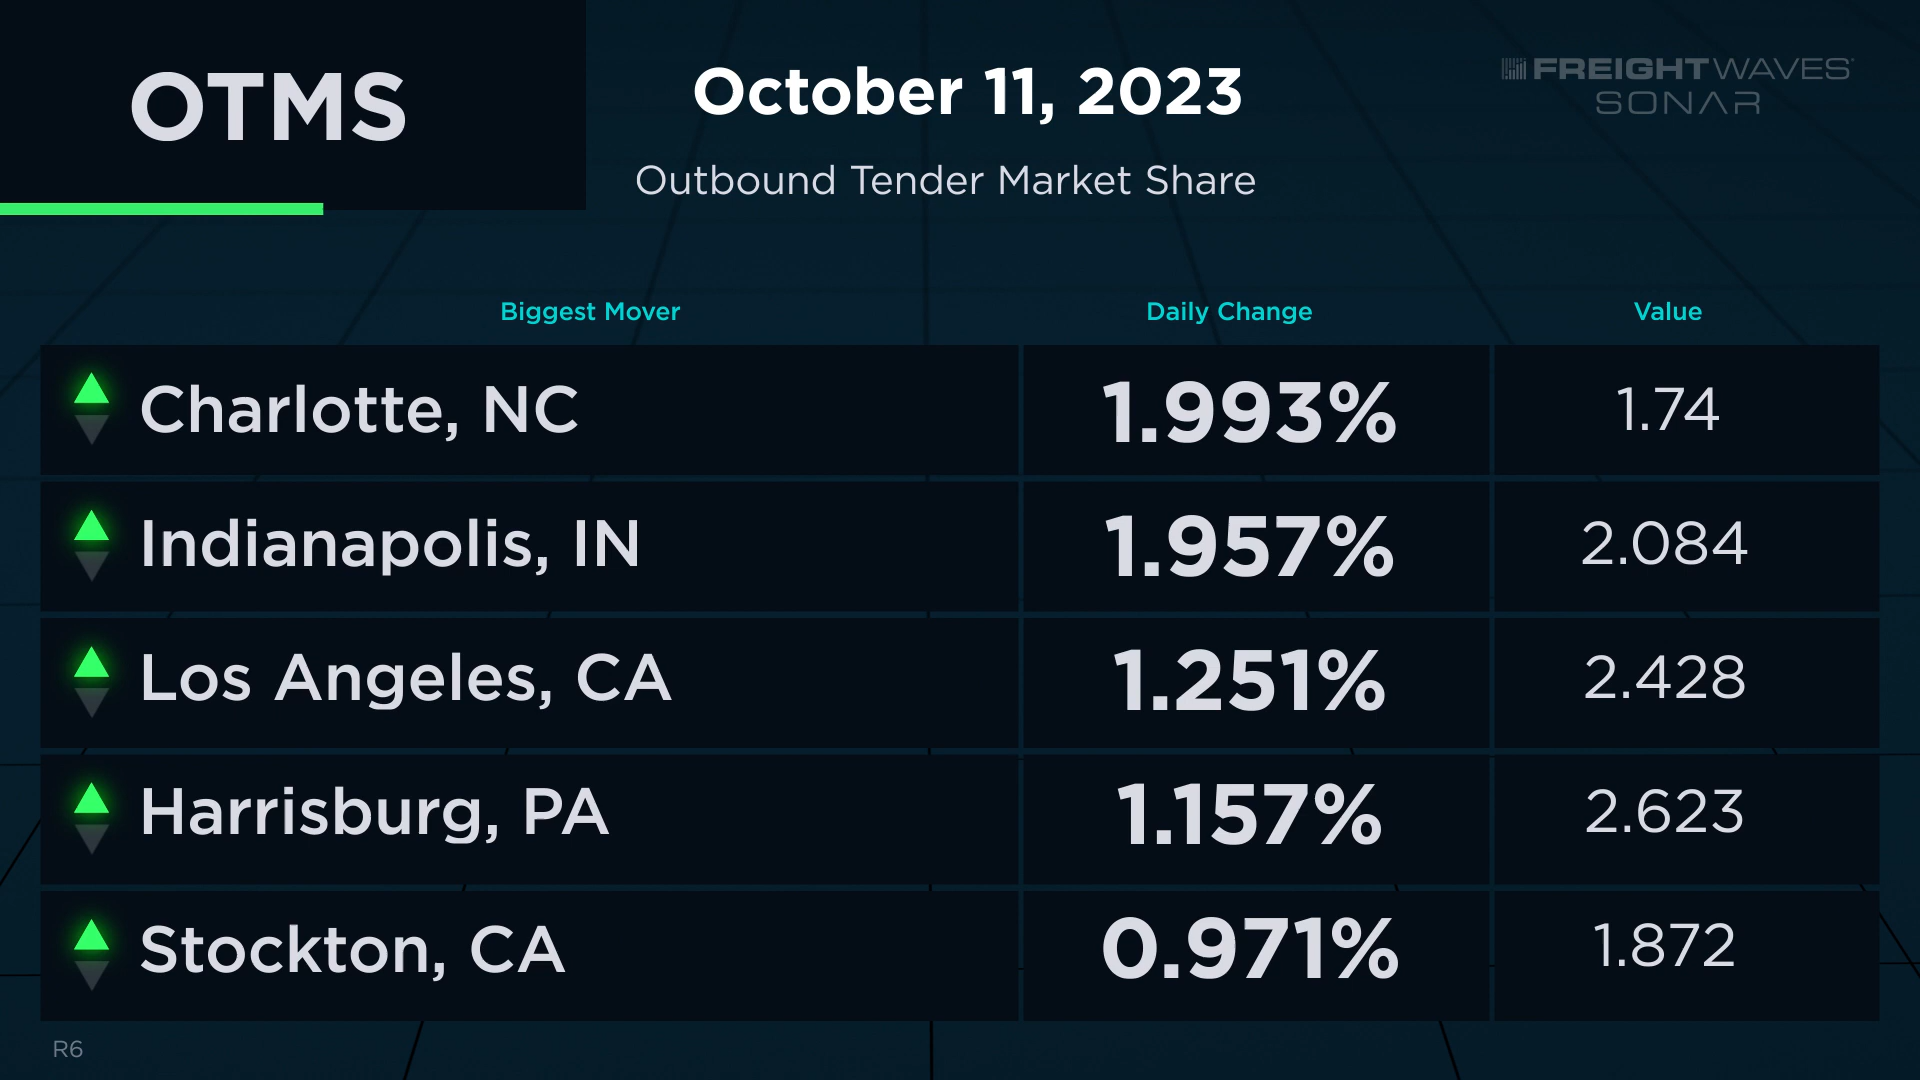 OTMS
October 11, 2023
Outbound Tender Market Share
FREIGHTWAVES
SONAR
Biggest Mover Daily Change Value
Charlotte, NC 1.993% 1.74
Indianapolis, IN 1.957% 2.084
Los Angeles, CA 1.251% 2.428
Harrisburg, PA 1.157% 2.623
Stockton, CA 0.971% 1.872
R6